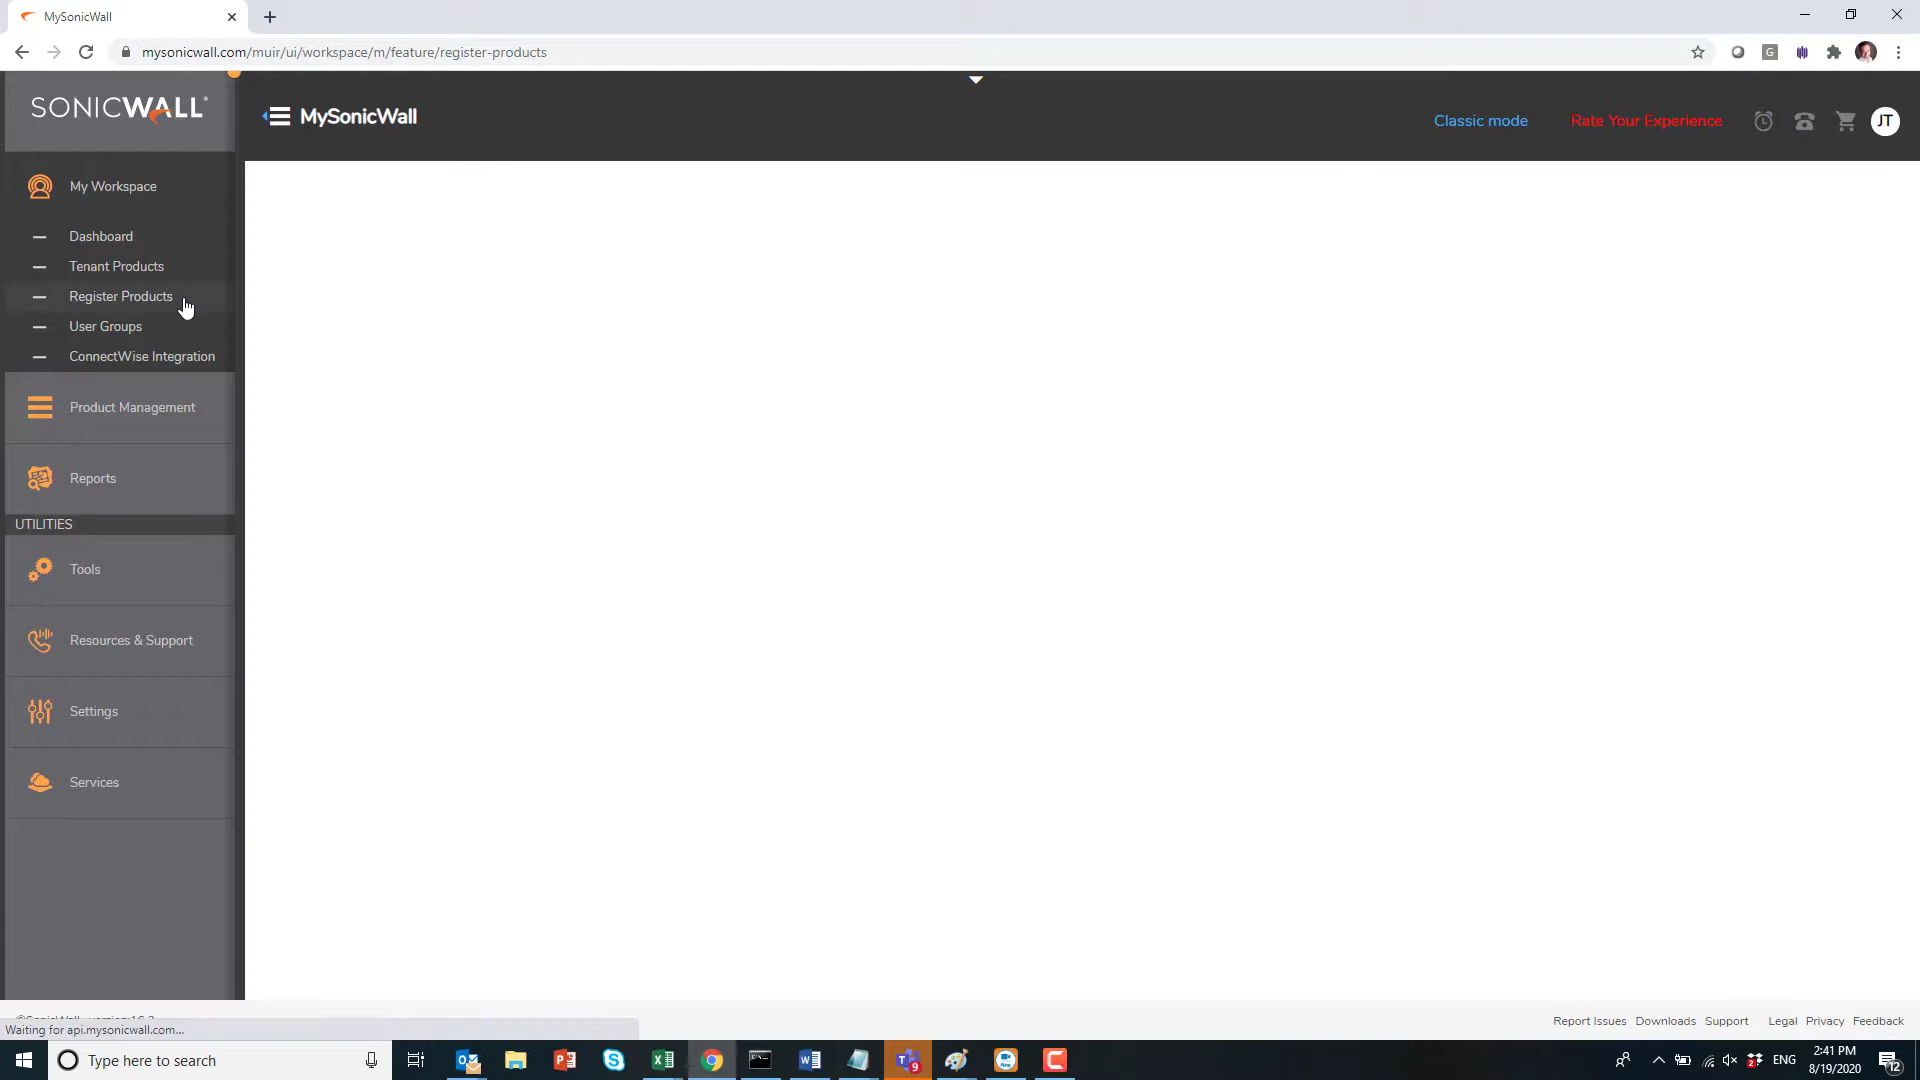 MySonicWall
mysonicwall.com/muir/ui/workspace/m/feature/register-products
SONICWALL
MySonicWall
Classic mode
Rate Your Experience
JT
My Workspace
Dashboard
Tenant Products
Register Products
User Groups
ConnectWise Integration
Product Management
Reports
UTILITIES
Tools
Resources & Support
Settings
Services
Waiting for api.mysonicwall.com...
Report Issues Downloads Support Legal Privacy Feedback
Type here to search
9
ENG
2:41 PM
8/19/2020
12